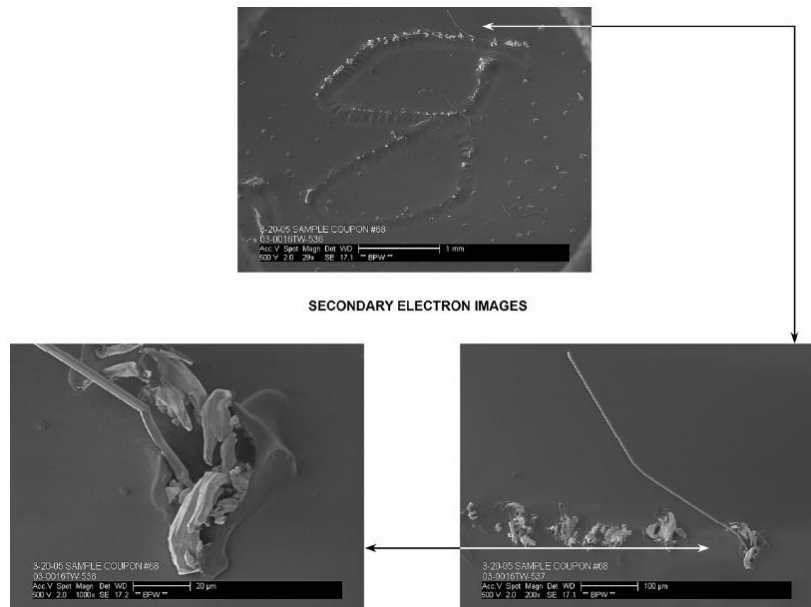 3-20-05 SAMPLE COUPON #68
03-0016TW-536
Acc.V Spot Magn Det WD 1 mm
500 V 2.0 29x SE 17.1 ** BPW **
SECONDARY ELECTRON IMAGES
3-20-05 SAMPLE COUPON #68
03-0016TW-538
Acc.V Spot Magn Det WD 20 µm
500 V 2.0 1000x SE 17.2 ** BPW **
3-20-05 SAMPLE COUPON #68
03-0016TW-537
Acc.V Spot Magn Det WD 100 µm
500 V 2.0 200x SE 17.1 ** BPW **